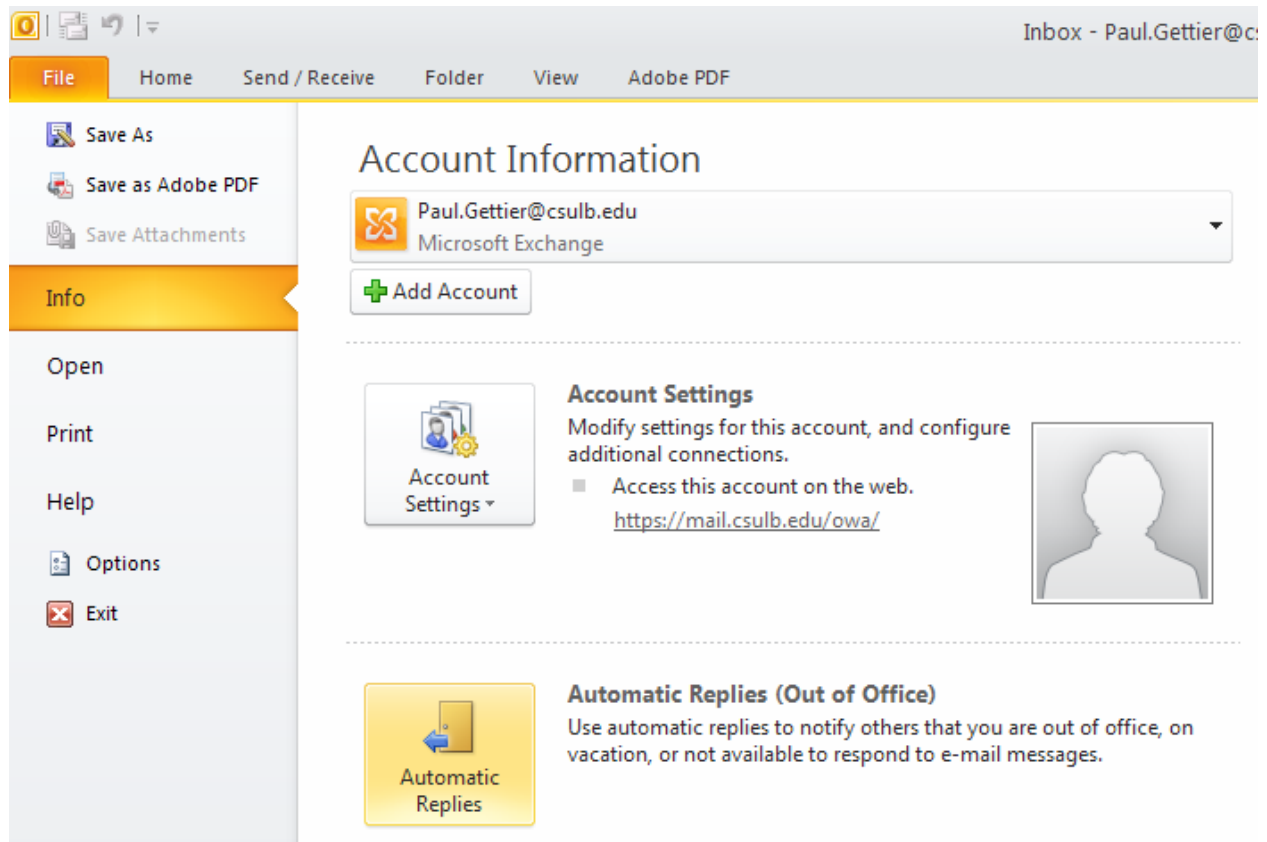 Inbox - Paul.Gettier@c
File Home Send / Receive Folder View Adobe PDF
Save As
Save as Adobe PDF
Save Attachments
Info
Open
Print
Help
Options
Exit
Account Information
Paul.Gettier@csulb.edu
Microsoft Exchange
Add Account
Account
Settings
Account Settings
Modify settings for this account, and configure
additional connections.
Access this account on the web.
https://mail.csulb.edu/owa/
Automatic
Replies
Automatic Replies (Out of Office)
Use automatic replies to notify others that you are out of office, on
vacation, or not available to respond to e-mail messages.